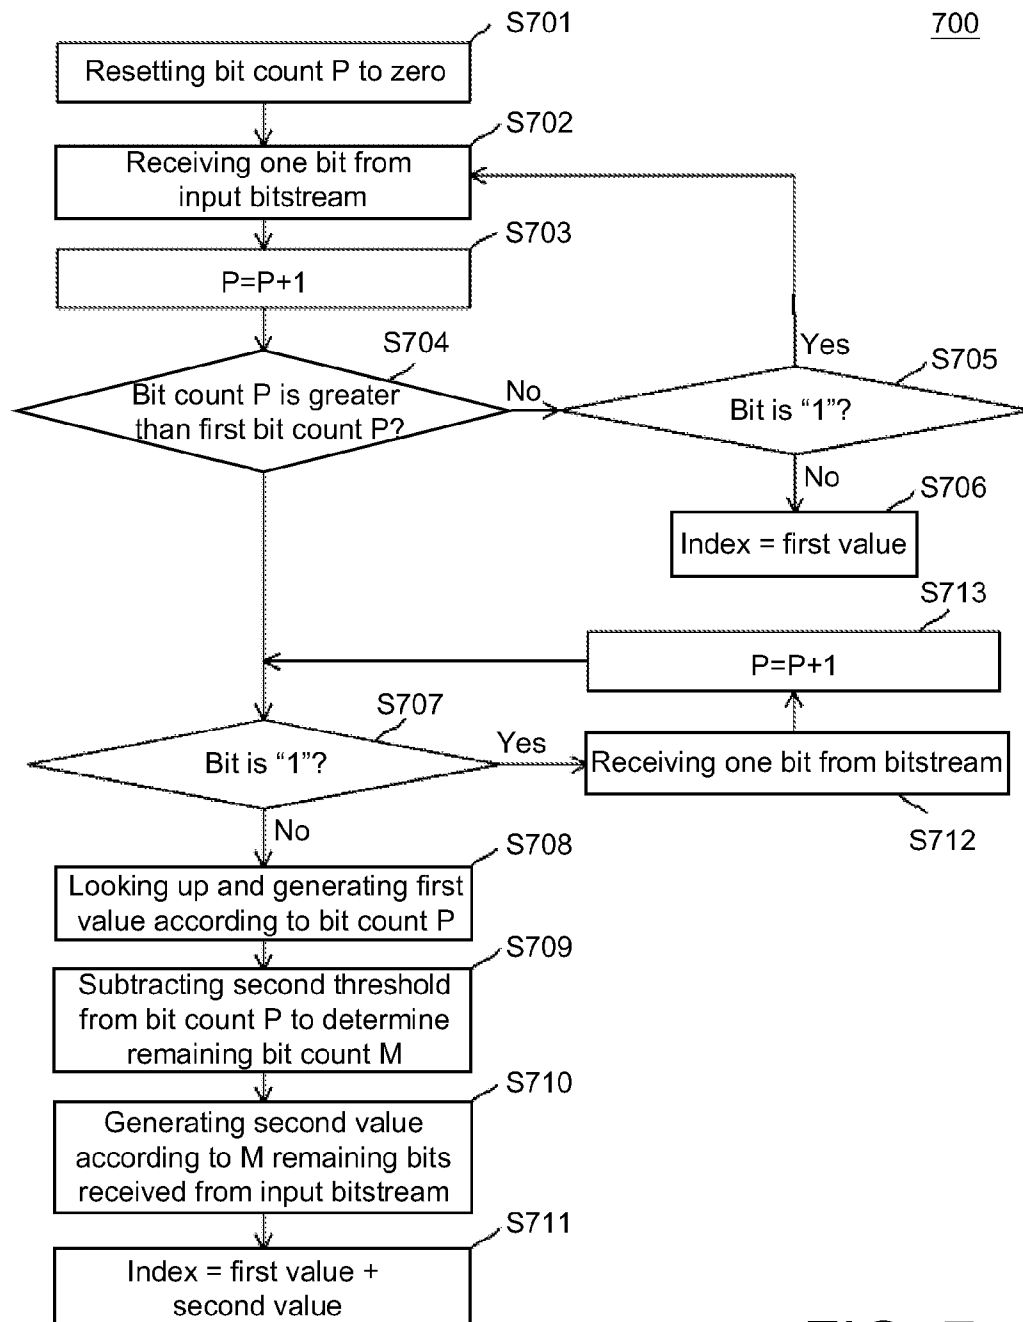 S701
700
Resetting bit count P to zero
S702
Receiving one bit from
input bitstream
S703
P=P+1
S704
Bit count P is greater
than first bit count P?
No
Yes
S705
Bit is “1”?
No
S706
Index = first value
S713
P=P+1
S707
Bit is “1”?
Yes
Receiving one bit from bitstream
S712
No
S708
Looking up and generating first
value according to bit count P
S709
Subtracting second threshold
from bit count P to determine
remaining bit count M
S710
Generating second value
according to M remaining bits
received from input bitstream
S711
Index = first value +
second value